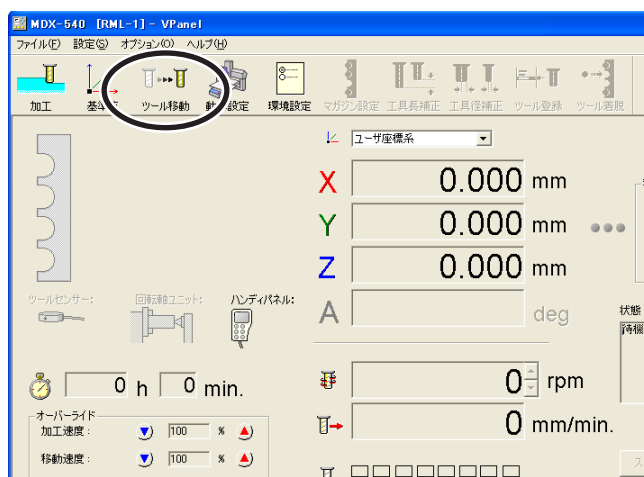 MDX-540 [RML-1] - VPanel
ファイル(F) 設定(S) オプション(O) ヘルプ(H)
加工 ツール移動 環境設定 マガジン設定 工具長補正 工具径補正 ツール登録 ツール着脱
ユーザ座標系
X 0.000 mm
Y 0.000 mm
Z 0.000 mm
ツールセンサー: 回転軸ユニット: ハンディパネル:
A deg
状態
待機
0 h 0 min.
0 rpm
オーバーライド
加工速度: 100 %
0 mm/min.
移動速度: 100 %